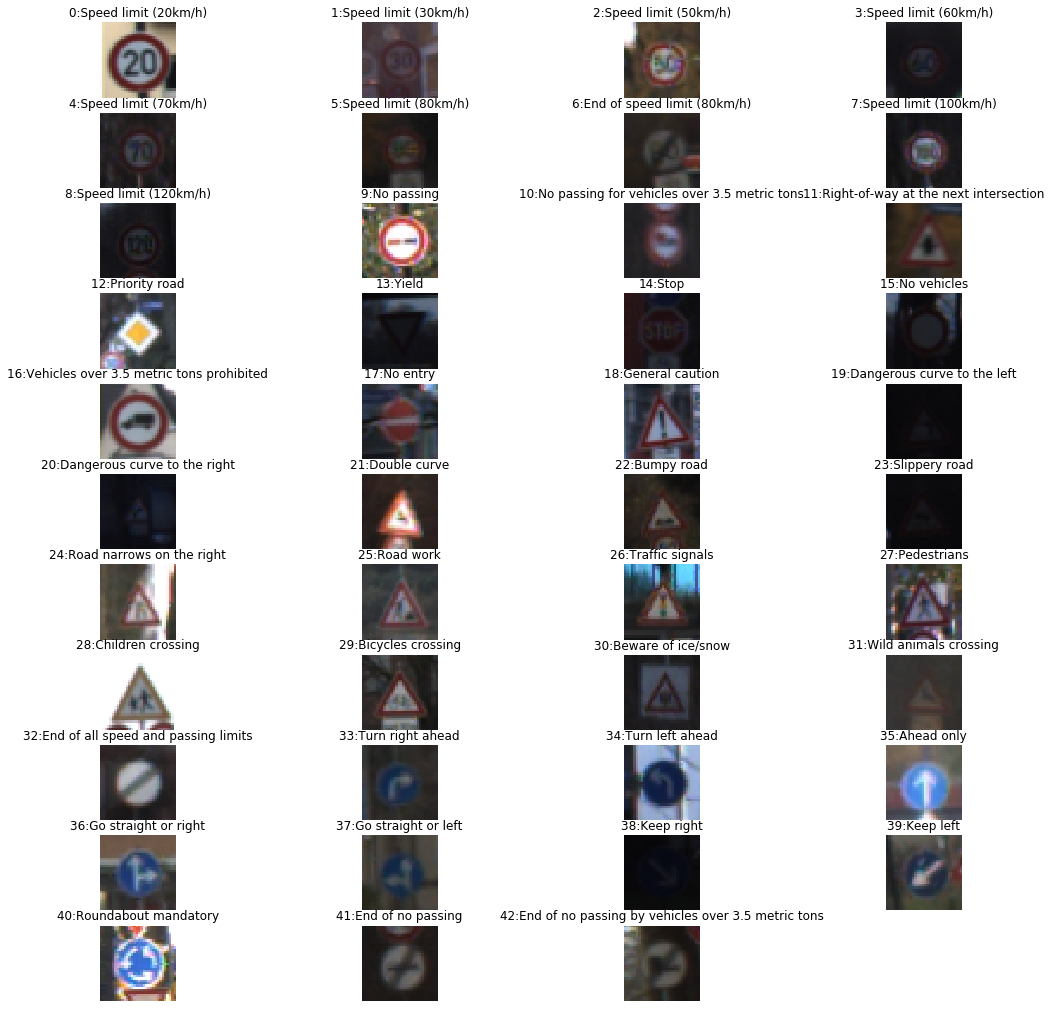 0:Speed limit (20km/h)
1:Speed limit (30km/h)
2:Speed limit (50km/h)
3:Speed limit (60km/h)
20
30
50
60
4:Speed limit (70km/h)
5:Speed limit (80km/h)
6:End of speed limit (80km/h)
7:Speed limit (100km/h)
70
8:Speed limit (120km/h)
9:No passing
10:No passing for vehicles over 3.5 metric tons
11:Right-of-way at the next intersection
120
12:Priority road
13:Yield
14:Stop
15:No vehicles
STOP
16:Vehicles over 3.5 metric tons prohibited
17:No entry
18:General caution
19:Dangerous curve to the left
20:Dangerous curve to the right
21:Double curve
22:Bumpy road
23:Slippery road
24:Road narrows on the right
25:Road work
26:Traffic signals
27:Pedestrians
28:Children crossing
29:Bicycles crossing
30:Beware of ice/snow
31:Wild animals crossing
32:End of all speed and passing limits
33:Turn right ahead
34:Turn left ahead
35:Ahead only
36:Go straight or right
37:Go straight or left
38:Keep right
39:Keep left
40:Roundabout mandatory
41:End of no passing
42:End of no passing by vehicles over 3.5 metric tons